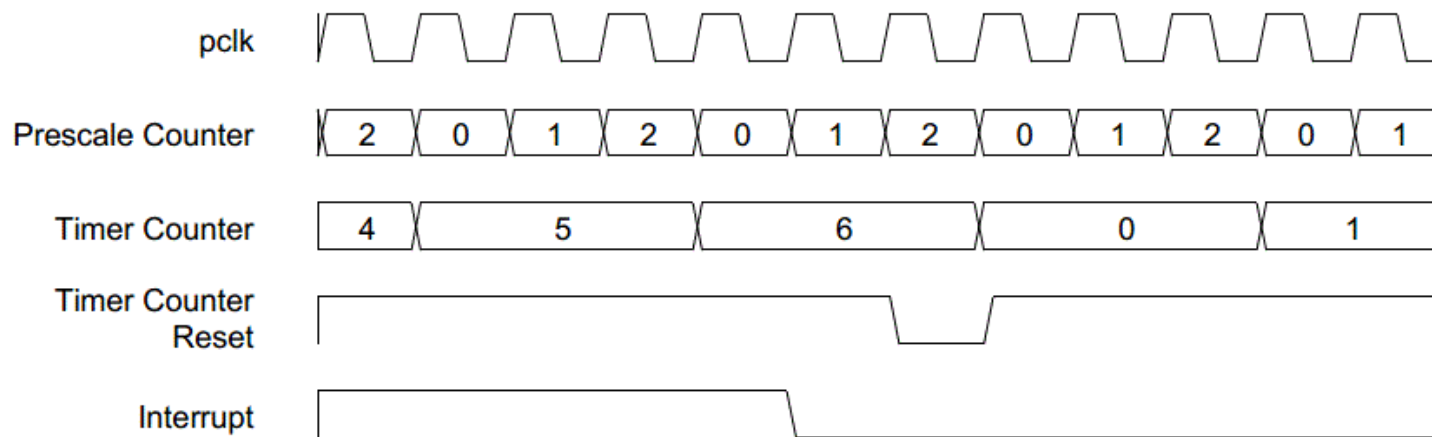 pclk
Prescale Counter 2 0 1 2 0 1 2 0 1 2 0 1
Timer Counter 4 5 6 0 1
Timer Counter
Reset
Interrupt